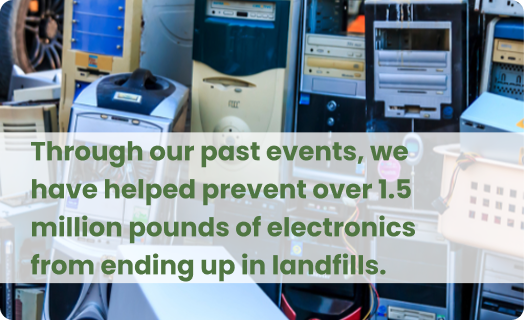 Through our past events, we
have helped prevent over 1.5
million pounds of electronics
from ending up in landfills.